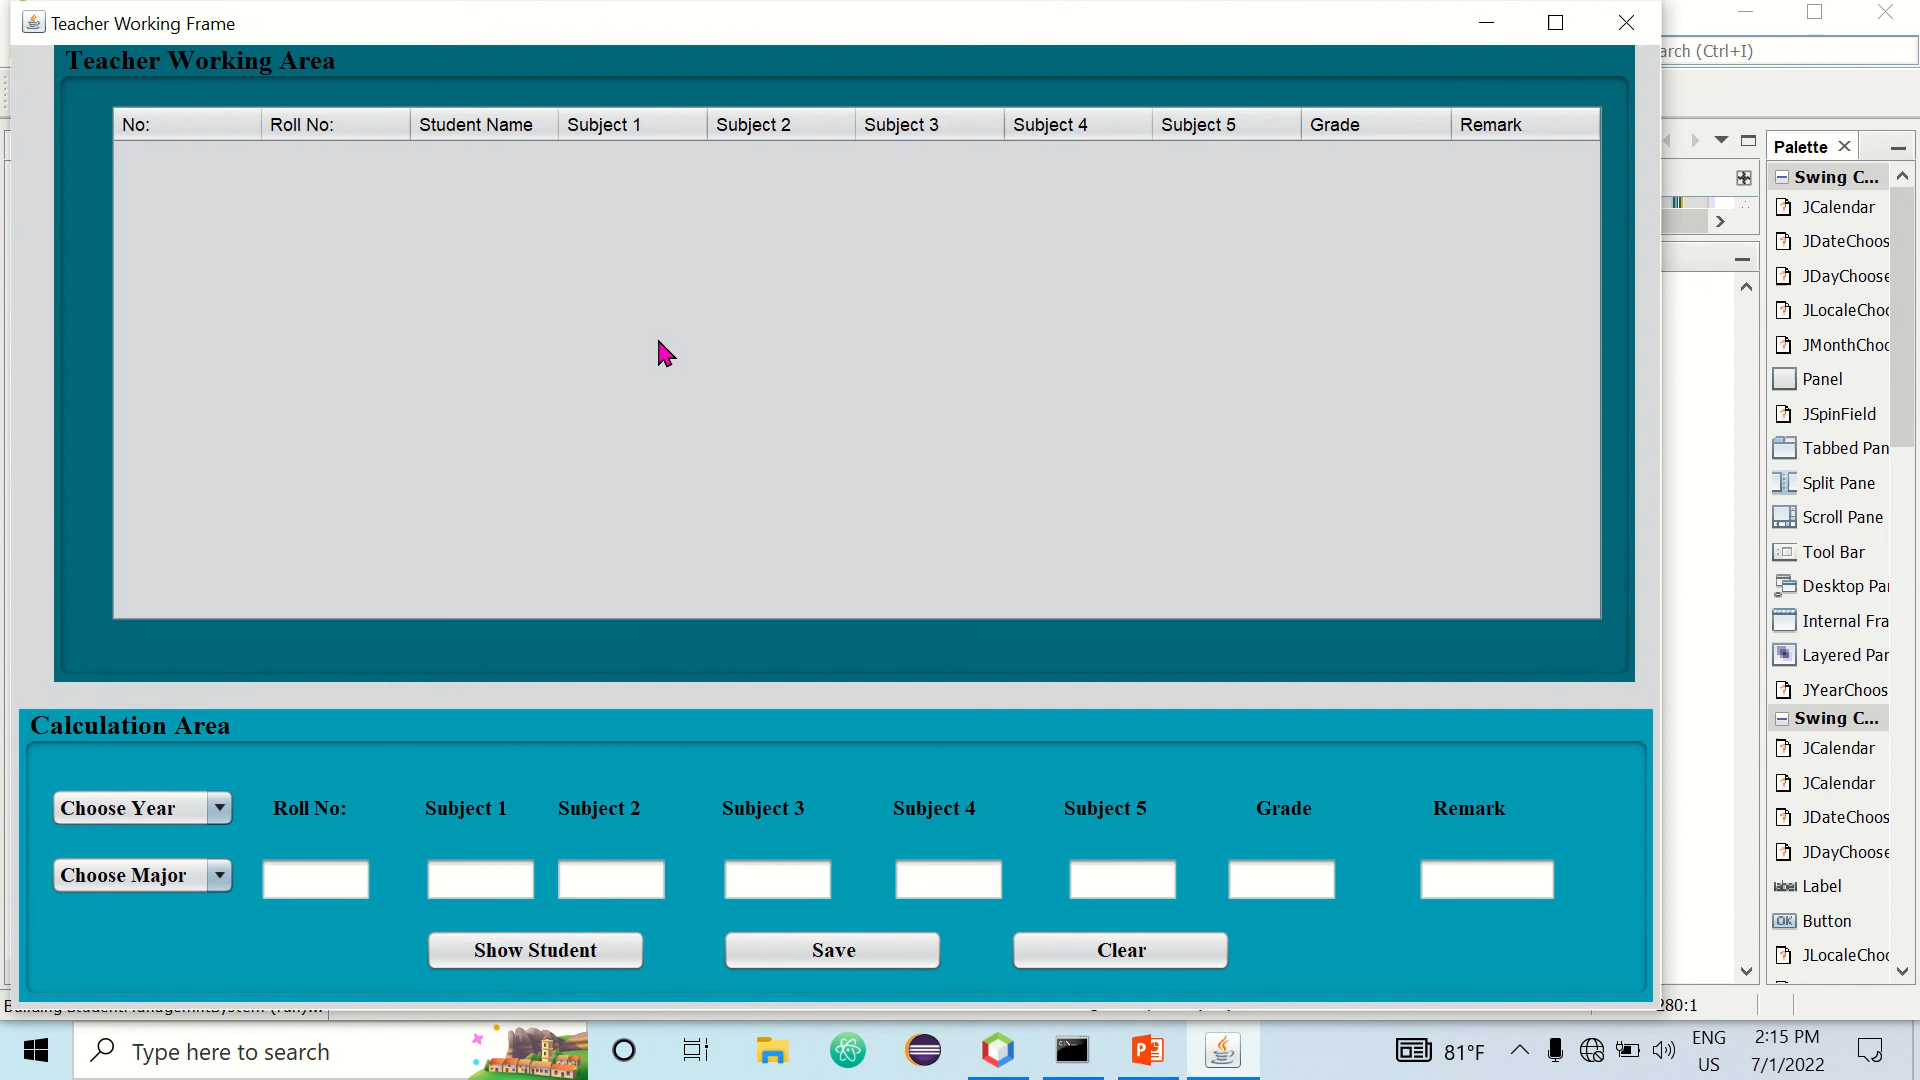 Teacher Working Frame
arch (Ctrl+I)
Teacher Working Area
No: Roll No: Student Name Subject 1 Subject 2 Subject 3 Subject 4 Subject 5 Grade Remark
Palette
Swing C...
JCalendar
JDateChoos
JDayChoose
JLocaleChoo
JMonthChoo
Panel
JSpinField
Tabbed Pan
Split Pane
Scroll Pane
Tool Bar
Desktop Pa
Internal Fra
Layered Par
JYearChoos
Swing C...
JCalendar
JCalendar
JDateChoos
JDayChoose
label Label
OK Button
JLocaleChoo
Calculation Area
Choose Year Roll No: Subject 1 Subject 2 Subject 3 Subject 4 Subject 5 Grade Remark
Choose Major
Show Student Save Clear
280:1
Type here to search
81°F
ENG
US
2:15 PM
7/1/2022